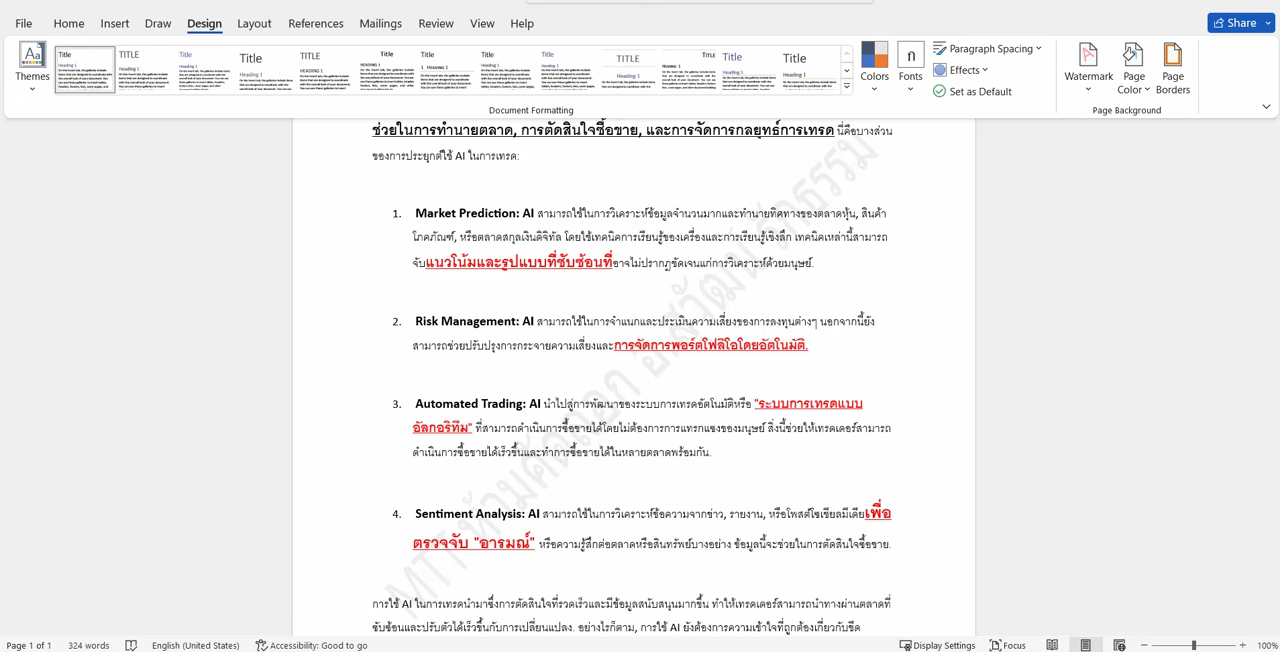 File Home Insert Draw Design Layout References Mailings Review View Help
Share
Themes
Colors
Fonts
Paragraph Spacing
Effects
Set as Default
Watermark
Page Color
Page Borders
Document Formatting
Page Background
ช่วยในการทำนายตลาด, การตัดสินใจซื้อขาย, และการจัดการกลยุทธ์การเทรด นี่คือบางส่วน
ของการประยุกต์ใช้ AI ในการเทรด:
1. Market Prediction: AI สามารถใช้ในการวิเคราะห์ข้อมูลจำนวนมากและทำนายทิศทางของตลาดหุ้น, สินค้า
โภคภัณฑ์, หรือตลาดสกุลเงินดิจิทัล โดยใช้เทคนิคการเรียนรู้ของเครื่องและการเรียนรู้เชิงลึก เทคนิคเหล่านี้สามารถ
จับแนวโน้มและรูปแบบที่ซับซ้อนที่อาจไม่ปรากฏชัดเจนแก่การวิเคราะห์ด้วยมนุษย์.
2. Risk Management: AI สามารถใช้ในการจำแนกและประเมินความเสี่ยงของการลงทุนต่างๆ นอกจากนี้ยัง
สามารถช่วยปรับปรุงการกระจายความเสี่ยงและการจัดการพอร์ตโฟลิโอโดยอัตโนมัติ.
3. Automated Trading: AI นำไปสู่การพัฒนาของระบบการเทรดอัตโนมัติหรือ "ระบบการเทรดแบบ
อัลกอริทึม" ที่สามารถดำเนินการซื้อขายได้โดยไม่ต้องการการแทรกแซงของมนุษย์ สิ่งนี้ช่วยให้เทรดเดอร์สามารถ
ดำเนินการซื้อขายได้เร็วขึ้นและทำการซื้อขายได้ในหลายตลาดพร้อมกัน.
4. Sentiment Analysis: AI สามารถใช้ในการวิเคราะห์ข้อความจากข่าว, รายงาน, หรือโพสต์โซเชียลมีเดียเพื่อ
ตรวจจับ "อารมณ์" หรือความรู้สึกต่อตลาดหรือสินทรัพย์บางอย่าง ข้อมูลนี้จะช่วยในการตัดสินใจซื้อขาย.
การใช้ AI ในการเทรดนำมาซึ่งการตัดสินใจที่รวดเร็วและมีข้อมูลสนับสนุนมากขึ้น ทำให้เทรดเดอร์สามารถนำทางผ่านตลาดที่
ซับซ้อนและปรับตัวได้เร็วขึ้นกับการเปลี่ยนแปลง. อย่างไรก็ตาม, การใช้ AI ยังต้องการความเข้าใจที่ถูกต้องเกี่ยวกับขีด
MTT ห้ามคัดลอก
Page 1 of 1 324 words English (United States) Accessibility: Good to go Display Settings Focus 100%